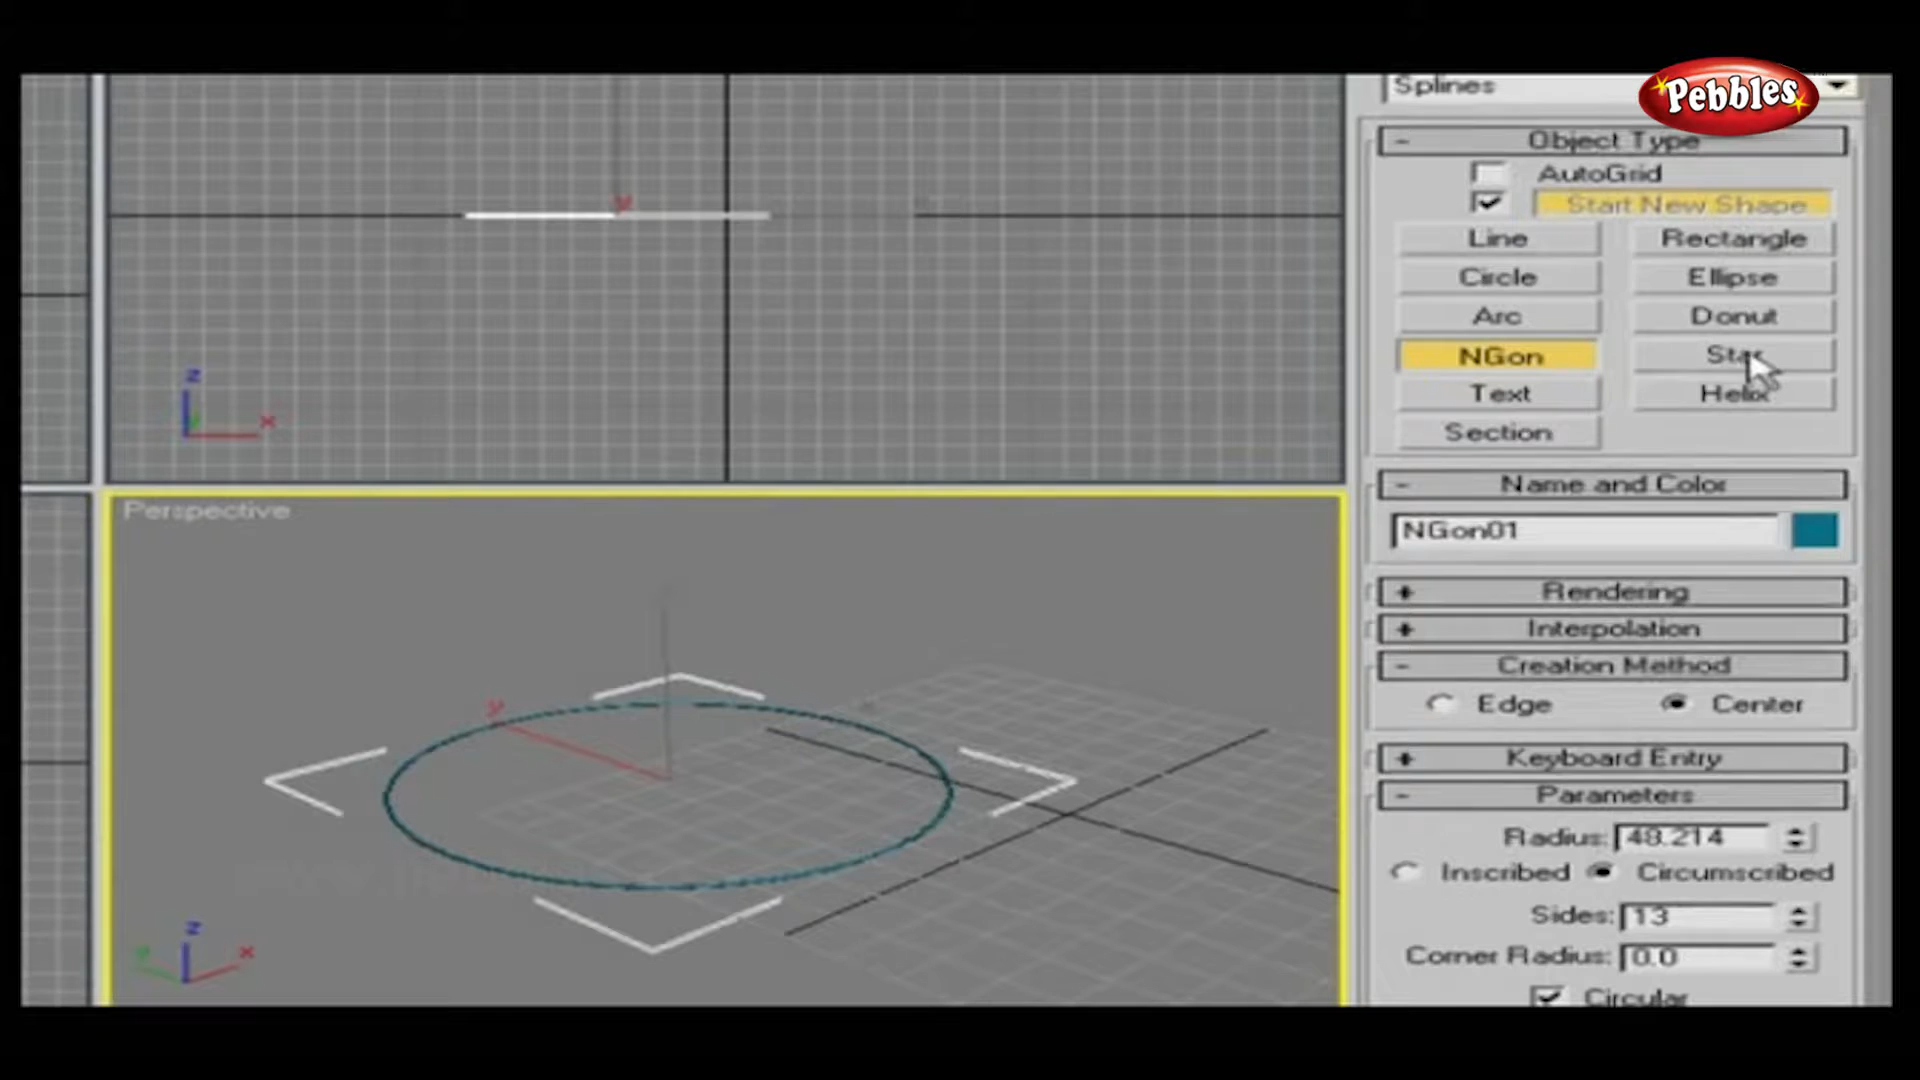 Splines
Pebbles
- Object Type
AutoGrid
Start New Shape
Line Rectangle
Circle Ellipse
Arc Donut
NGon Star
Text Helix
Section
- Name and Color
NGon01
+ Rendering
+ Interpolation
- Creation Method
Edge Center
+ Keyboard Entry
- Parameters
Radius: 48.214
Inscribed Circumscribed
Sides: 13
Corner Radius: 0.0
Circular
y
z
x
Perspective
y
z
y x